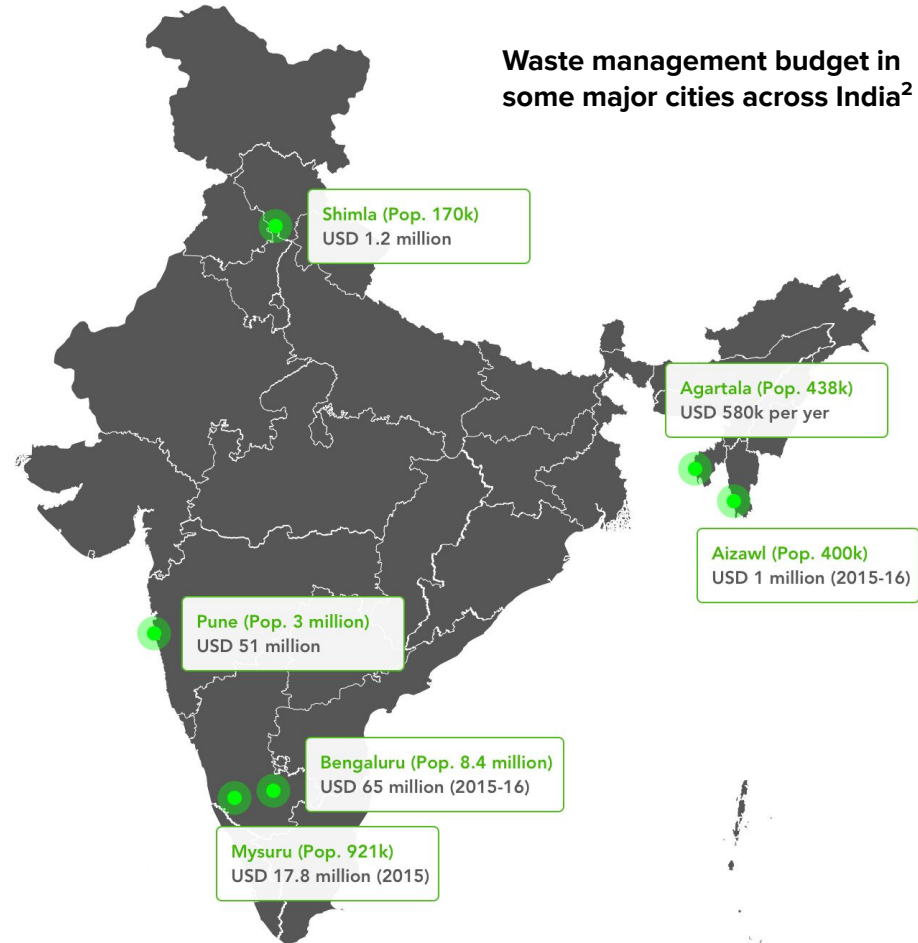 Waste management budget in
some major cities across India²
Shimla (Pop. 170k)
USD 1.2 million
Agartala (Pop. 438k)
USD 580k per yer
Aizawl (Pop. 400k)
USD 1 million (2015-16)
Pune (Pop. 3 million)
USD 51 million
Bengaluru (Pop. 8.4 million)
USD 65 million (2015-16)
Mysuru (Pop. 921k)
USD 17.8 million (2015)